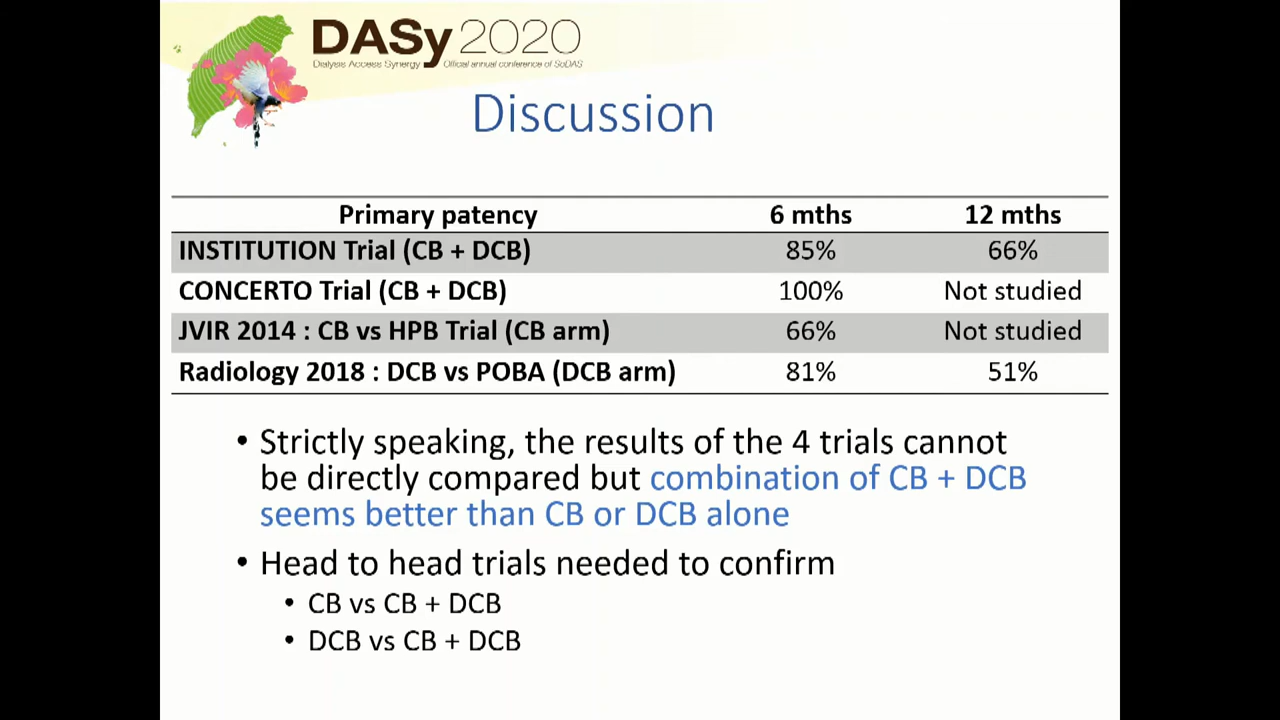 DASy 2020
Dialysis Access Synergy Official annual conference of SoDAS
Discussion
Primary patency 6 mths 12 mths
INSTITUTION Trial (CB + DCB) 85% 66%
CONCERTO Trial (CB + DCB) 100% Not studied
JVIR 2014 : CB vs HPB Trial (CB arm) 66% Not studied
Radiology 2018 : DCB vs POBA (DCB arm) 81% 51%
• Strictly speaking, the results of the 4 trials cannot
be directly compared but combination of CB + DCB
seems better than CB or DCB alone
• Head to head trials needed to confirm
• CB vs CB + DCB
• DCB vs CB + DCB